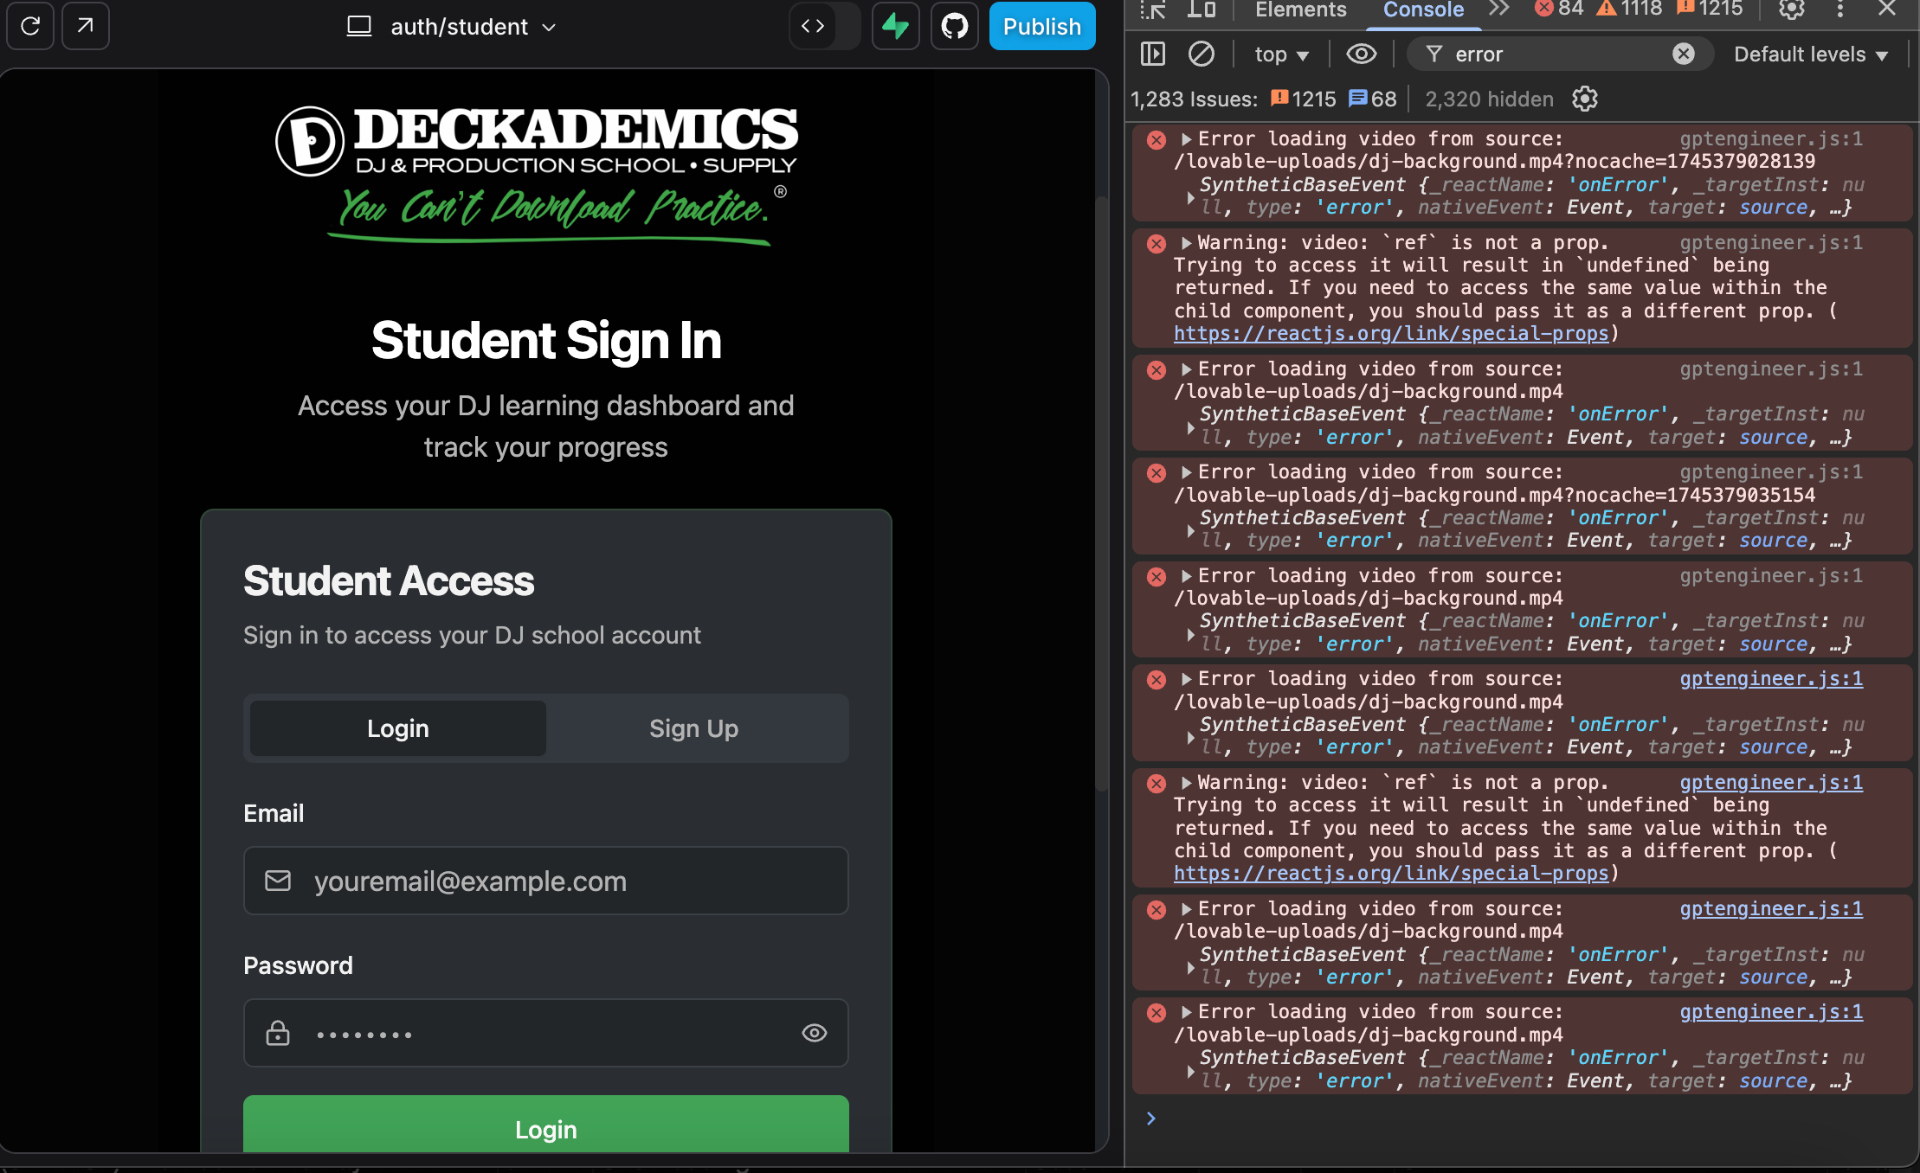 auth/student
Publish
DECKADEMICS
DJ & PRODUCTION SCHOOL • SUPPLY
You Can't Download Practice.®
Student Sign In
Access your DJ learning dashboard and
track your progress
Student Access
Sign in to access your DJ school account
Login
Sign Up
Email
youremail@example.com
Password
••••••••
Login
Elements
Console
84
1118
1215
top ▼
error
Default levels ▼
1,283 Issues: 1215 68
2,320 hidden
Error loading video from source: gptengineer.js:1
/lovable-uploads/dj-background.mp4?nocache=1745379028139
SyntheticBaseEvent {_reactName: 'onError', _targetInst: nu
ll, type: 'error', nativeEvent: Event, target: source, …}
Warning: video: `ref` is not a prop. gptengineer.js:1
Trying to access it will result in `undefined` being
returned. If you need to access the same value within the
child component, you should pass it as a different prop. (
https://reactjs.org/link/special-props)
Error loading video from source: gptengineer.js:1
/lovable-uploads/dj-background.mp4
SyntheticBaseEvent {_reactName: 'onError', _targetInst: nu
ll, type: 'error', nativeEvent: Event, target: source, …}
Error loading video from source: gptengineer.js:1
/lovable-uploads/dj-background.mp4?nocache=1745379035154
SyntheticBaseEvent {_reactName: 'onError', _targetInst: nu
ll, type: 'error', nativeEvent: Event, target: source, …}
Error loading video from source: gptengineer.js:1
/lovable-uploads/dj-background.mp4
SyntheticBaseEvent {_reactName: 'onError', _targetInst: nu
ll, type: 'error', nativeEvent: Event, target: source, …}
Error loading video from source: gptengineer.js:1
/lovable-uploads/dj-background.mp4
SyntheticBaseEvent {_reactName: 'onError', _targetInst: nu
ll, type: 'error', nativeEvent: Event, target: source, …}
Warning: video: `ref` is not a prop. gptengineer.js:1
Trying to access it will result in `undefined` being
returned. If you need to access the same value within the
child component, you should pass it as a different prop. (
https://reactjs.org/link/special-props)
Error loading video from source: gptengineer.js:1
/lovable-uploads/dj-background.mp4
SyntheticBaseEvent {_reactName: 'onError', _targetInst: nu
ll, type: 'error', nativeEvent: Event, target: source, …}
Error loading video from source: gptengineer.js:1
/lovable-uploads/dj-background.mp4
SyntheticBaseEvent {_reactName: 'onError', _targetInst: nu
ll, type: 'error', nativeEvent: Event, target: source, …}